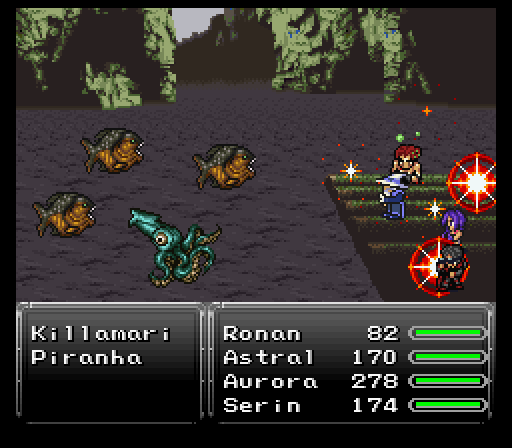 Killamari
Piranha
Ronan 82
Astral 170
Aurora 278
Serin 174